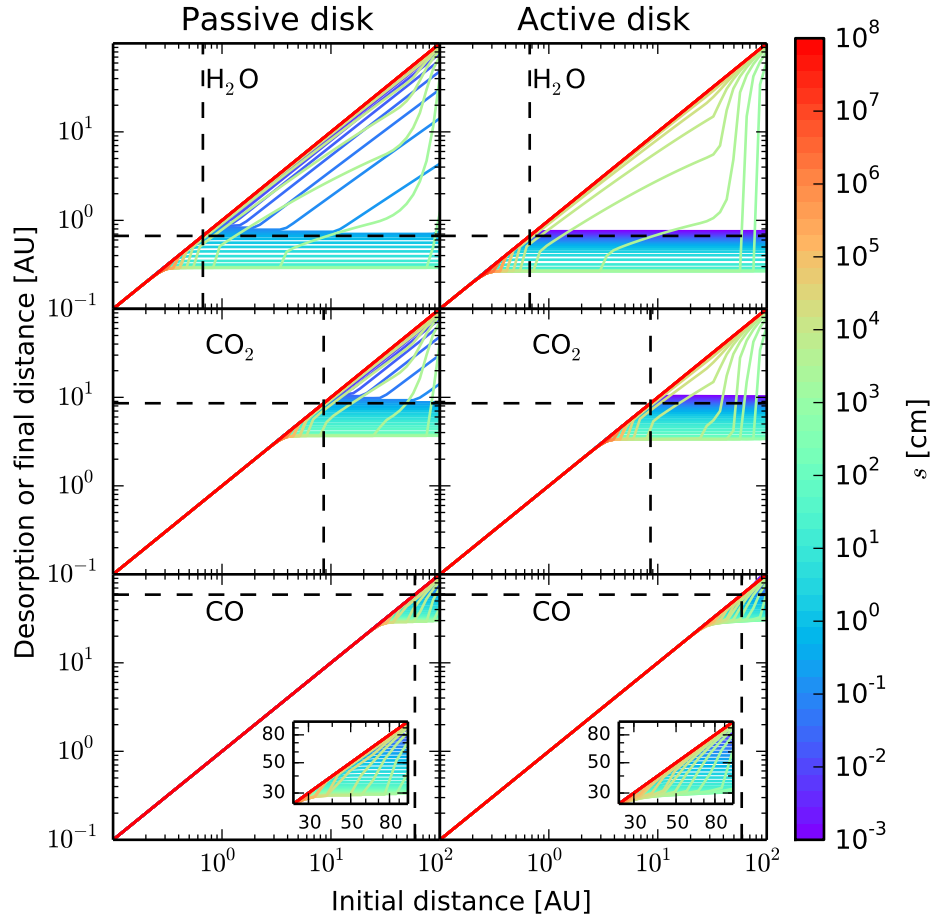 Passive disk Active disk
Desorption or final distance [AU]
10^1
10^0
10^-1
H₂O
H₂O
10^1
10^0
10^-1
CO₂
CO₂
10^1
10^0
10^-1
CO
CO
80
50
30
30 50 80
80
50
30
30 50 80
10^0 10^1 10^2 10^0 10^1 10^2
Initial distance [AU]
10^8
10^7
10^6
10^5
10^4
10^3
10^2
10^1
10^0
10^-1
10^-2
10^-3
s [cm]